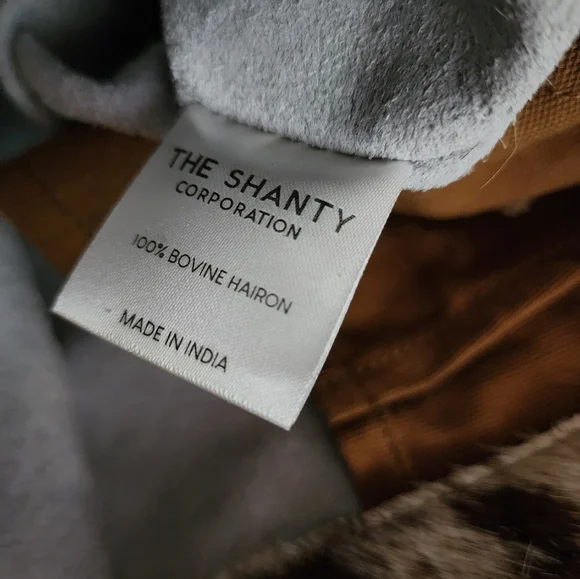 THE SHANTY
CORPORATION
100% BOVINE HAIRON
MADE IN INDIA